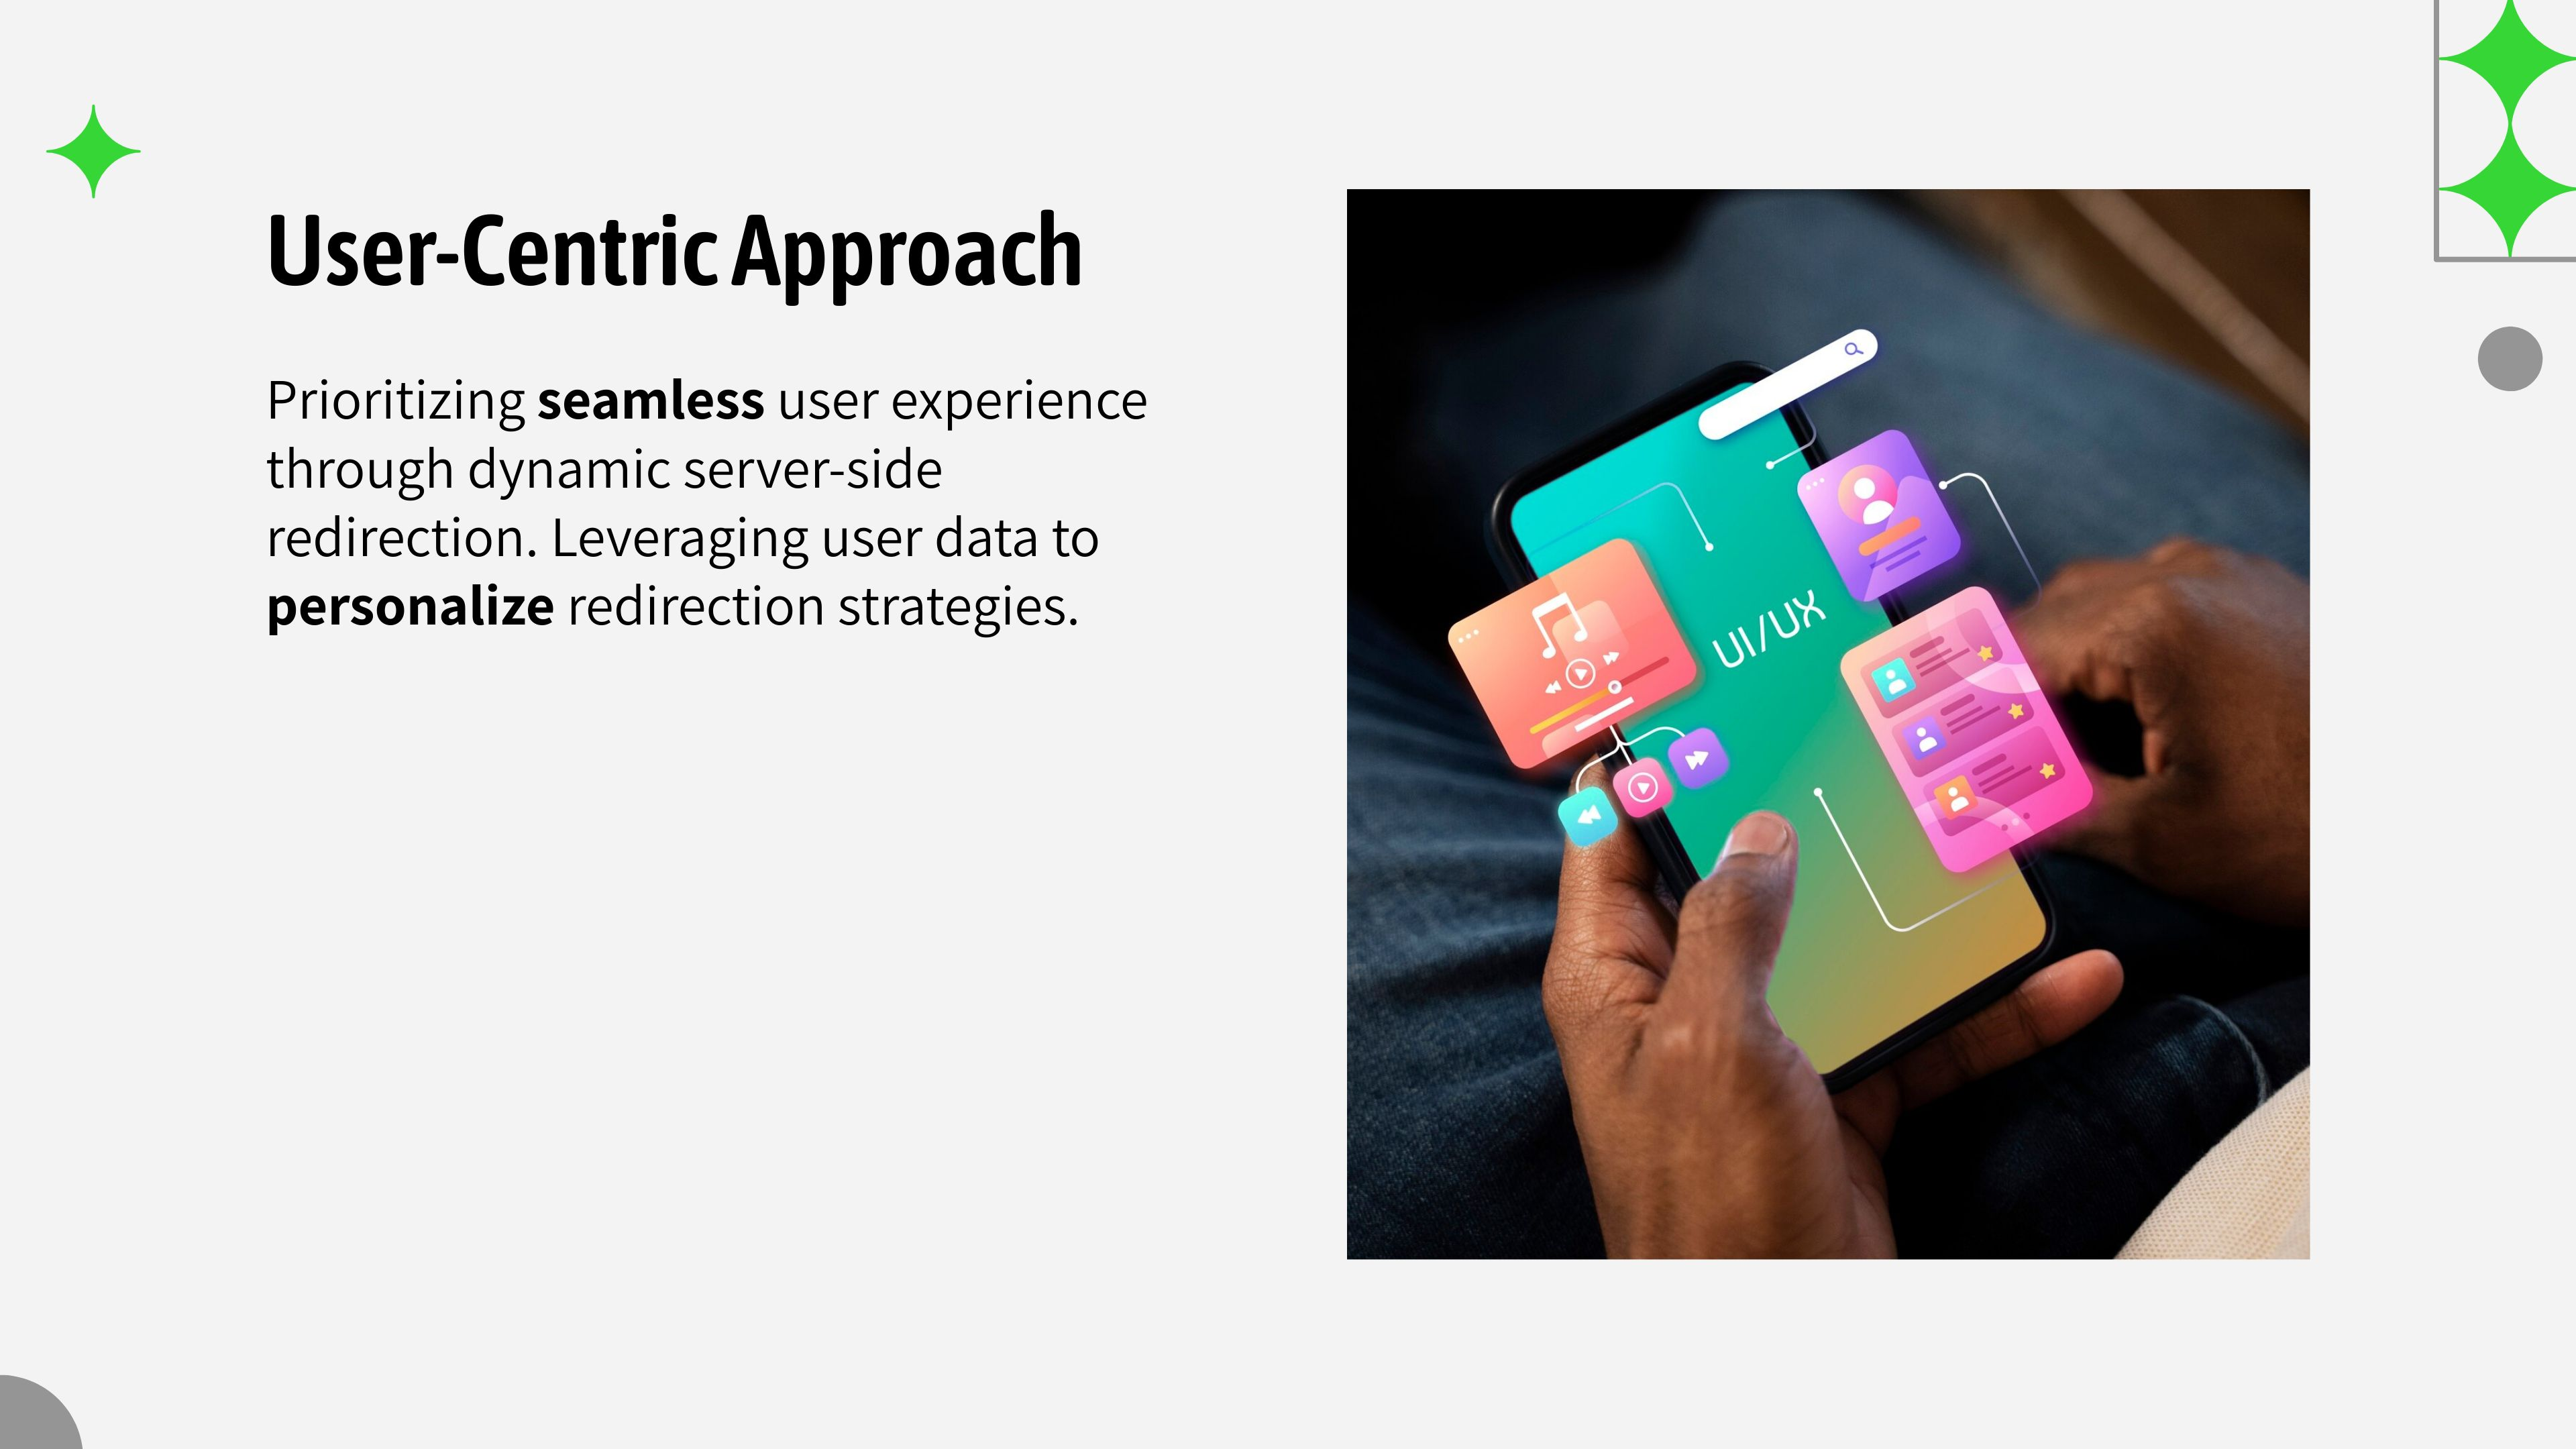 User-Centric Approach
Prioritizing seamless user experience
through dynamic server-side
redirection. Leveraging user data to
personalize redirection strategies.
UI/UX